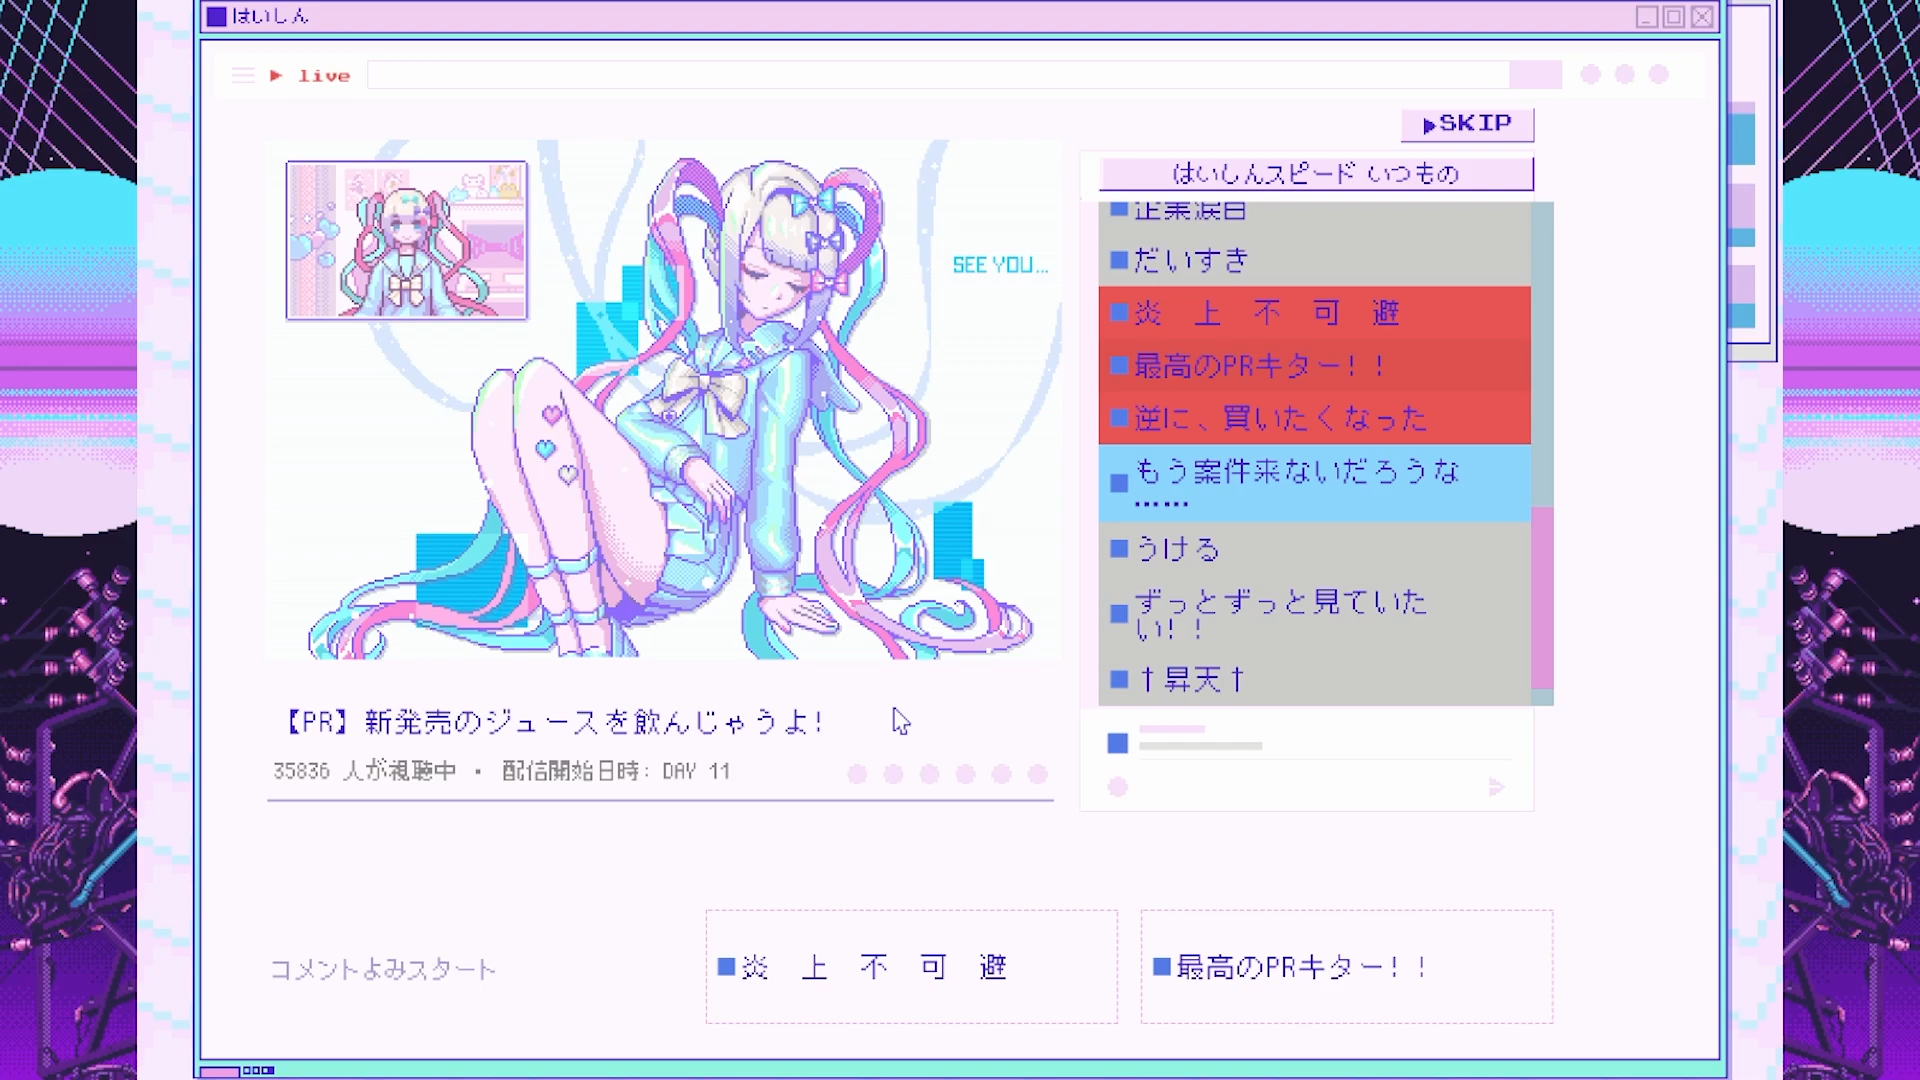 はいしん
live
SKIP
はいしんスピード いつもの
企業涙目
だいすき
炎 上 不 可 避
最高のPRキター！！
逆に、買いたくなった
もう案件来ないだろうな
……
うける
ずっとずっと見ていた
い！！
†昇天†
SEE YOU...
【PR】新発売のジュースを飲んじゃうよ！
35836 人が視聴中 ・ 配信開始日時: DAY 11
コメントよみスタート
炎 上 不 可 避
最高のPRキター！！